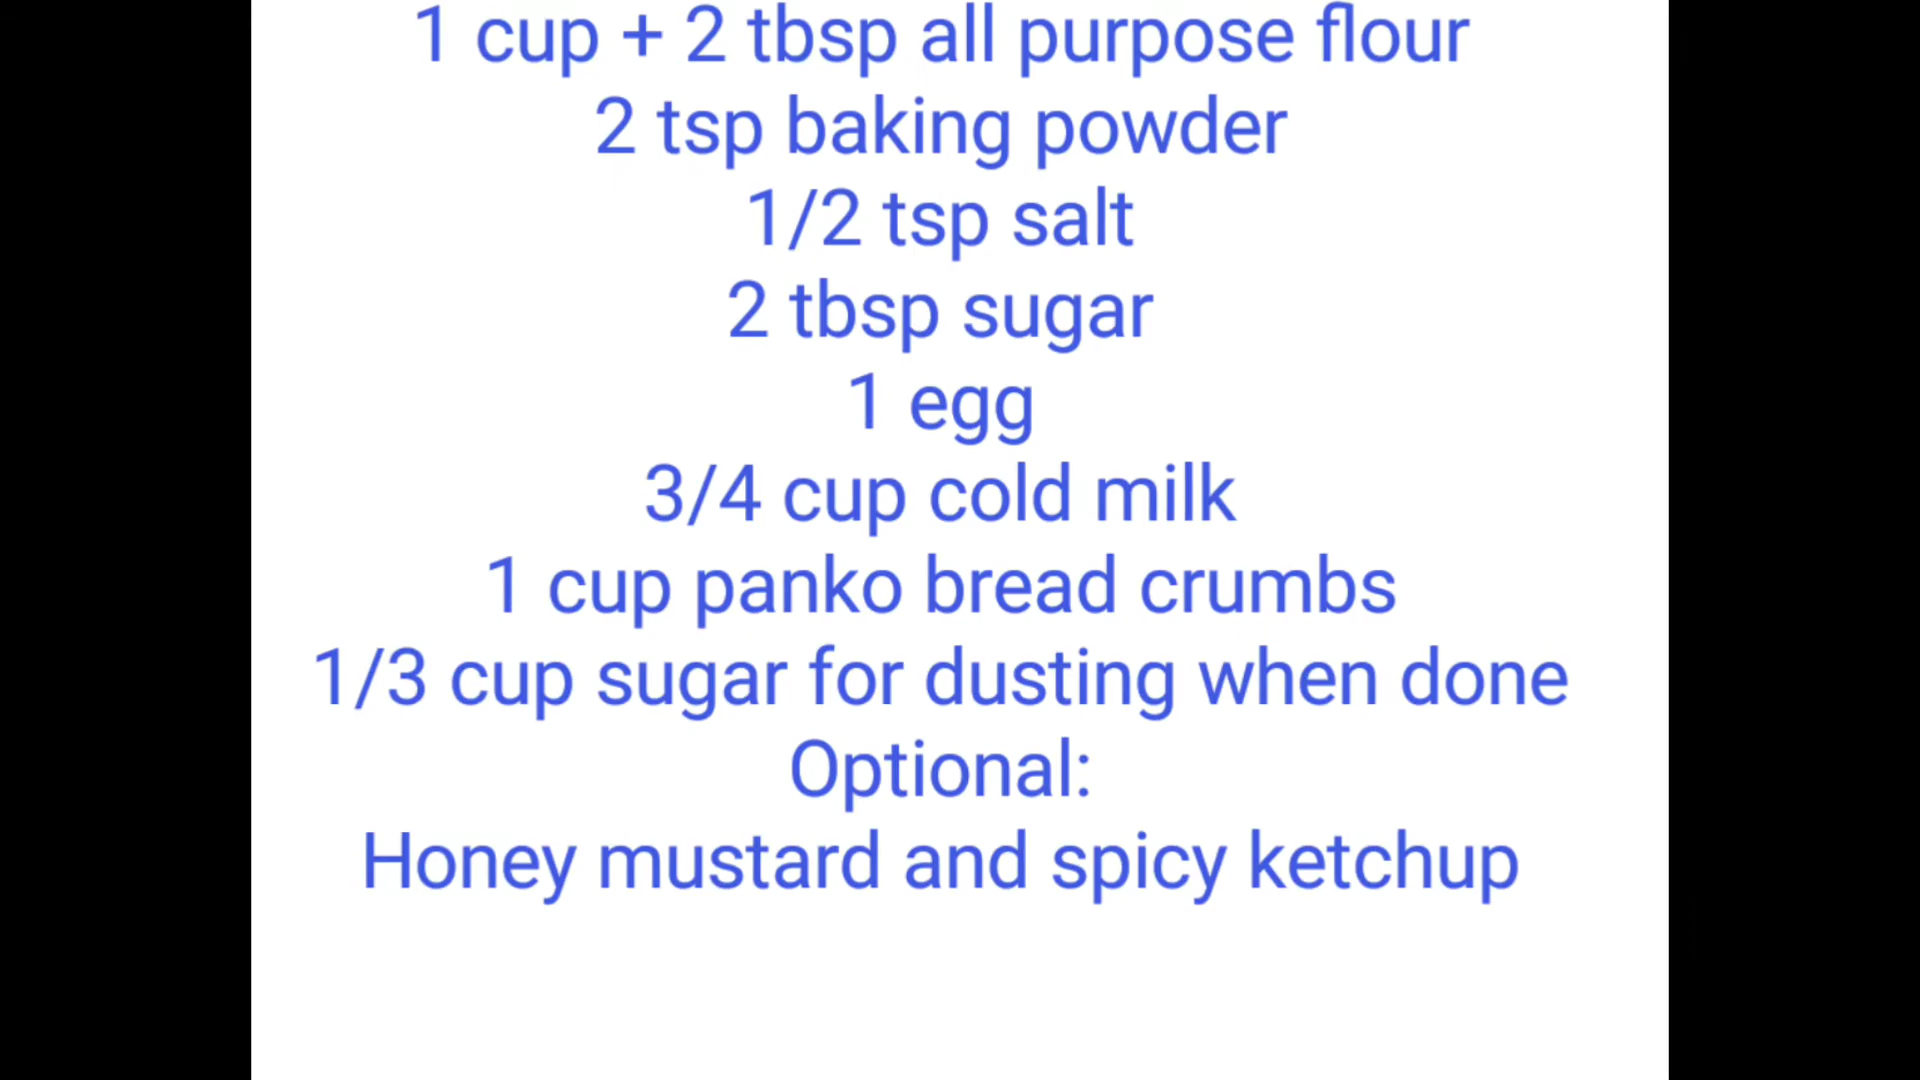 1 cup + 2 tbsp all purpose flour
2 tsp baking powder
1/2 tsp salt
2 tbsp sugar
1 egg
3/4 cup cold milk
1 cup panko bread crumbs
1/3 cup sugar for dusting when done
Optional:
Honey mustard and spicy ketchup